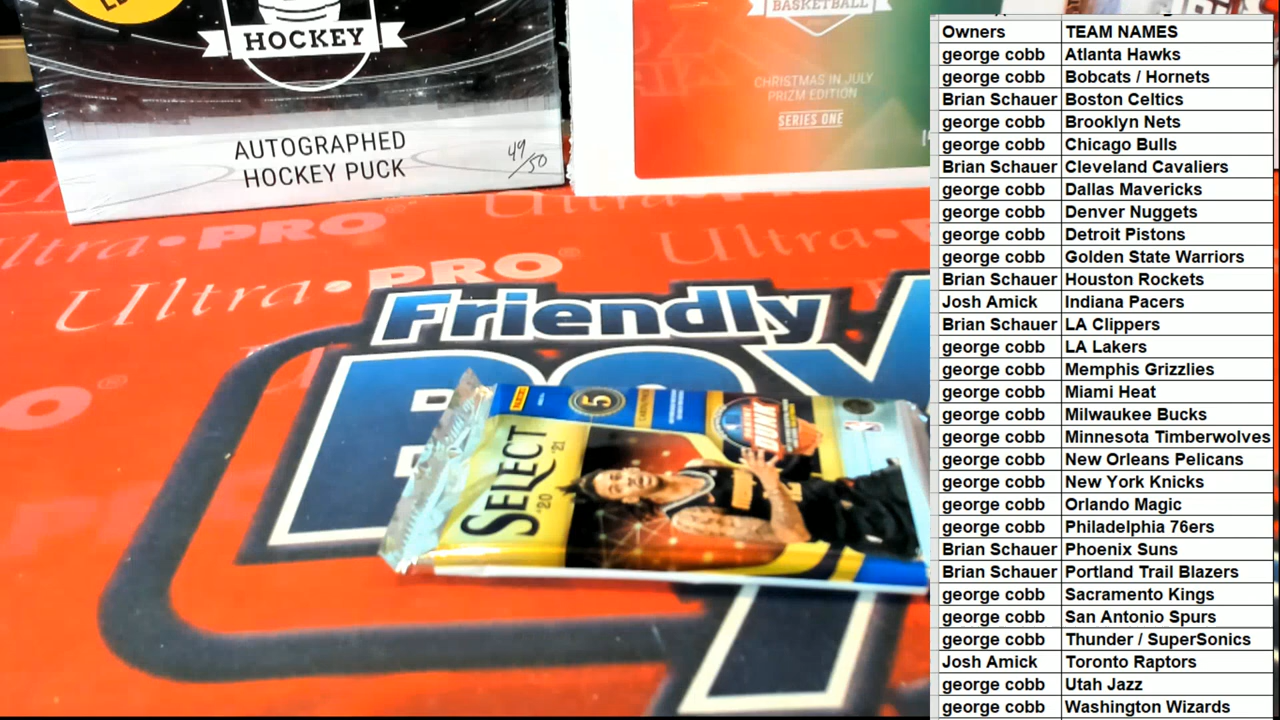 HOCKEY
AUTOGRAPHED
HOCKEY PUCK
49/50
BASKETBALL
CHRISTMAS IN JULY
PRIZM EDITION
SERIES ONE
Ultra•PRO
Ultra•PRO®
Ultra
Friendly
PANINI
5
SELECT
'20 '21
DUNK
Owners TEAM NAMES
george cobb Atlanta Hawks
george cobb Bobcats / Hornets
Brian Schauer Boston Celtics
george cobb Brooklyn Nets
george cobb Chicago Bulls
Brian Schauer Cleveland Cavaliers
george cobb Dallas Mavericks
george cobb Denver Nuggets
george cobb Detroit Pistons
george cobb Golden State Warriors
Brian Schauer Houston Rockets
Josh Amick Indiana Pacers
Brian Schauer LA Clippers
george cobb LA Lakers
george cobb Memphis Grizzlies
george cobb Miami Heat
george cobb Milwaukee Bucks
george cobb Minnesota Timberwolves
george cobb New Orleans Pelicans
george cobb New York Knicks
george cobb Orlando Magic
george cobb Philadelphia 76ers
Brian Schauer Phoenix Suns
Brian Schauer Portland Trail Blazers
george cobb Sacramento Kings
george cobb San Antonio Spurs
george cobb Thunder / SuperSonics
Josh Amick Toronto Raptors
george cobb Utah Jazz
george cobb Washington Wizards